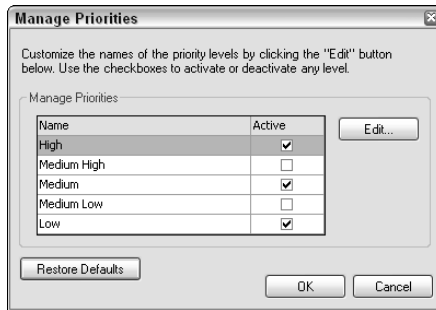 Manage Priorities
Customize the names of the priority levels by clicking the "Edit" button
below. Use the checkboxes to activate or deactivate any level.
Manage Priorities
Name Active
Edit...
High
Medium High
Medium
Medium Low
Low
Restore Defaults
OK Cancel